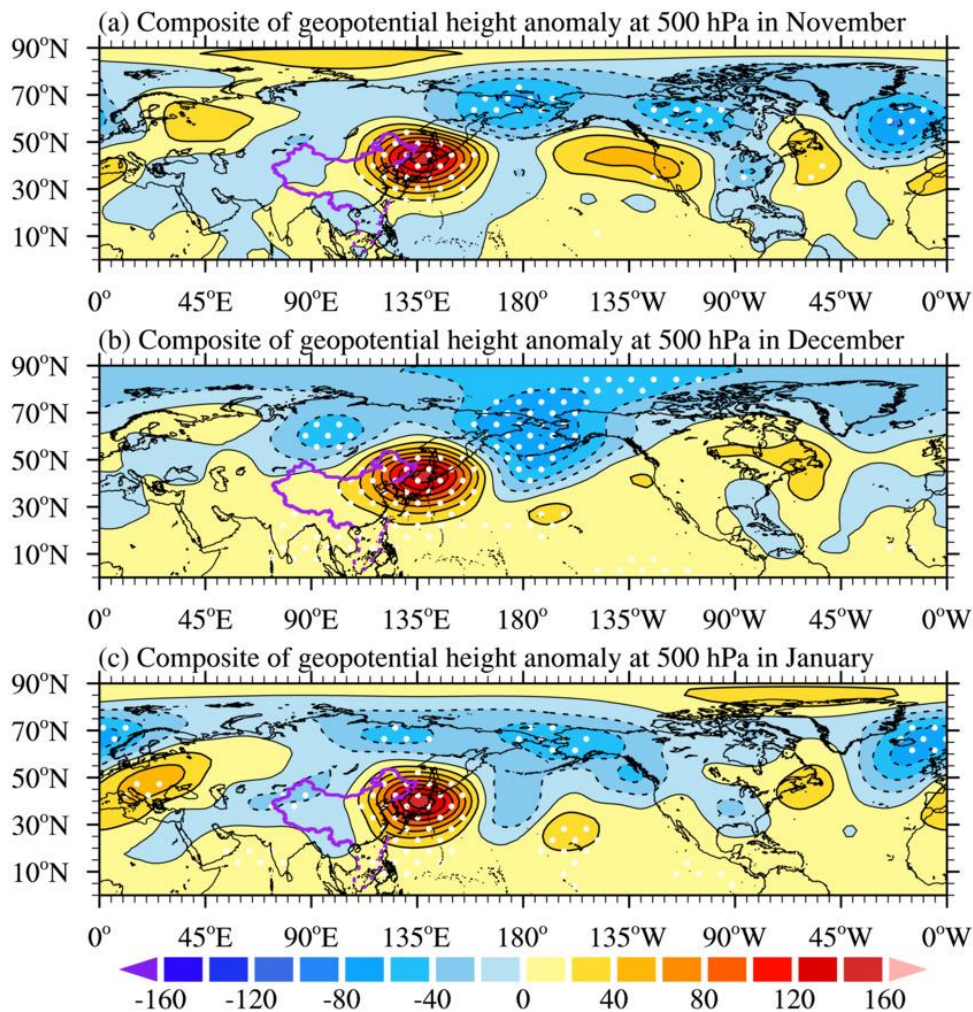 (a) Composite of geopotential height anomaly at 500 hPa in November
90°N
70°N
50°N
30°N
10°N
0° 45°E 90°E 135°E 180° 135°W 90°W 45°W 0°W
(b) Composite of geopotential height anomaly at 500 hPa in December
90°N
70°N
50°N
30°N
10°N
0° 45°E 90°E 135°E 180° 135°W 90°W 45°W 0°W
(c) Composite of geopotential height anomaly at 500 hPa in January
90°N
70°N
50°N
30°N
10°N
0° 45°E 90°E 135°E 180° 135°W 90°W 45°W 0°W
-160 -120 -80 -40 0 40 80 120 160